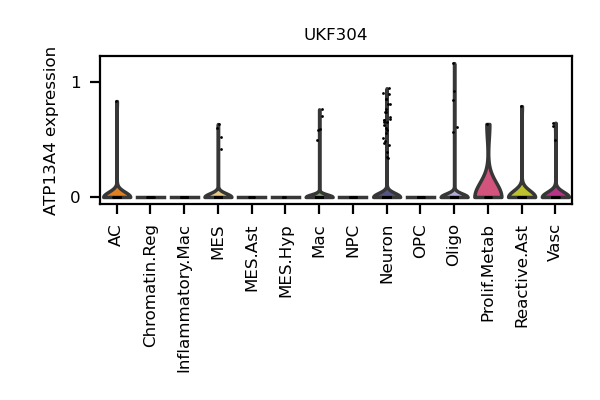 UKF304
ATP13A4 expression
1
0
AC
Chromatin.Reg
Inflammatory.Mac
MES
MES.Ast
MES.Hyp
Mac
NPC
Neuron
OPC
Oligo
Prolif.Metab
Reactive.Ast
Vasc